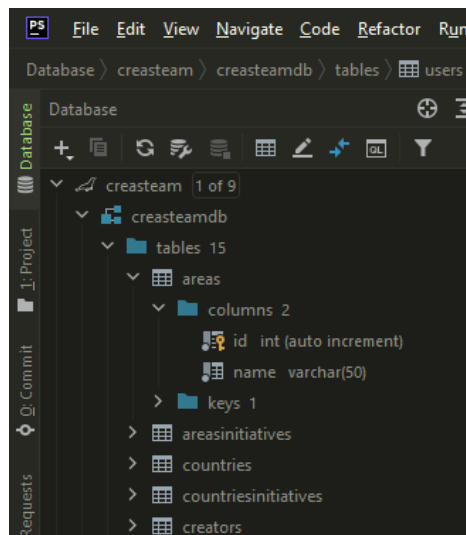 PS File Edit View Navigate Code Refactor Run
Database creasteam creasteamdb tables users
Database
Database
1: Project
0: Commit
Requests
QL
creasteam 1 of 9
creasteamdb
tables 15
areas
columns 2
id int (auto increment)
name varchar(50)
keys 1
areasinitiatives
countries
countriesinitiatives
creators